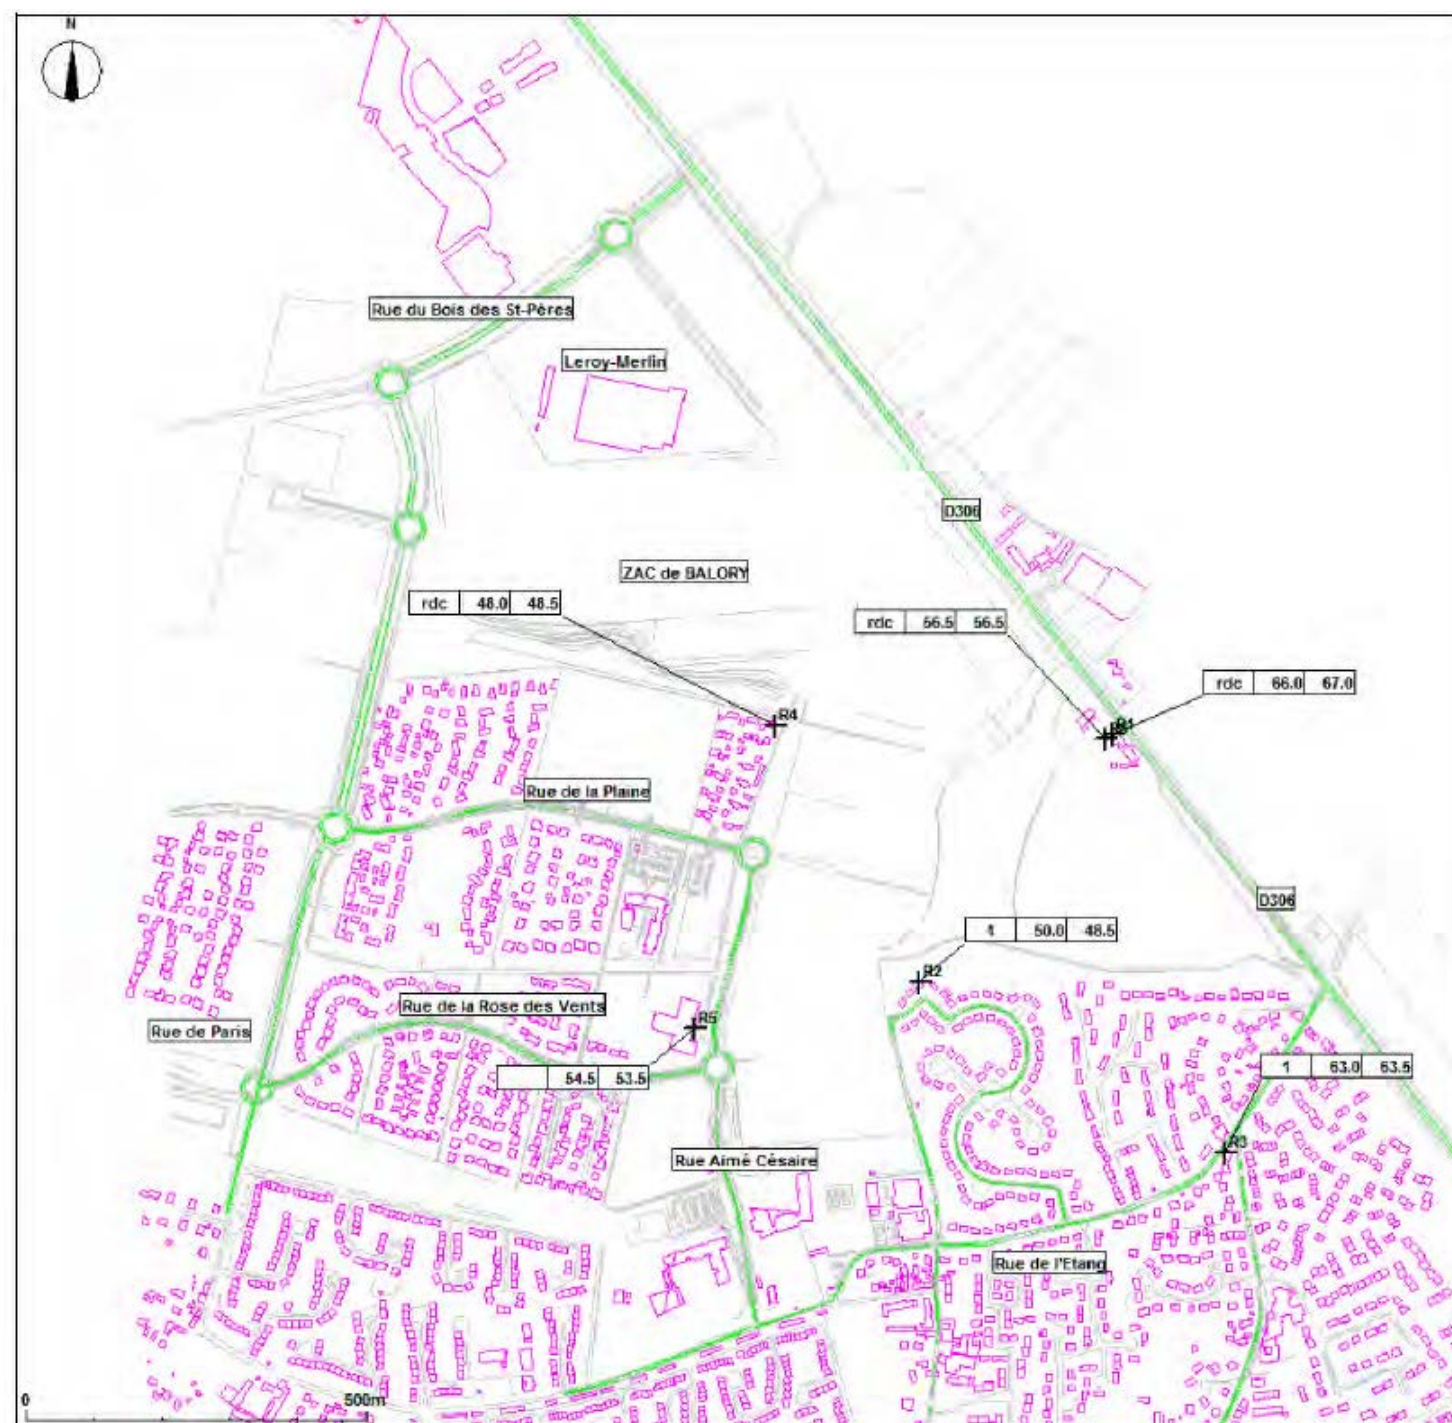 N
Rue du Bois des St-Pères
Leroy-Merlin
D306
ZAC de BALORY
rdc 48.0 48.5
rdc 56.5 56.5
rdc 66.0 67.0
R4
R1
Rue de la Plaine
D306
1 50.0 48.5
R2
Rue de la Rose des Vents
R5
Rue de Paris
54.5 53.5
1 63.0 63.5
R3
Rue Aimé Césaire
Rue de l'Etang
0 500m